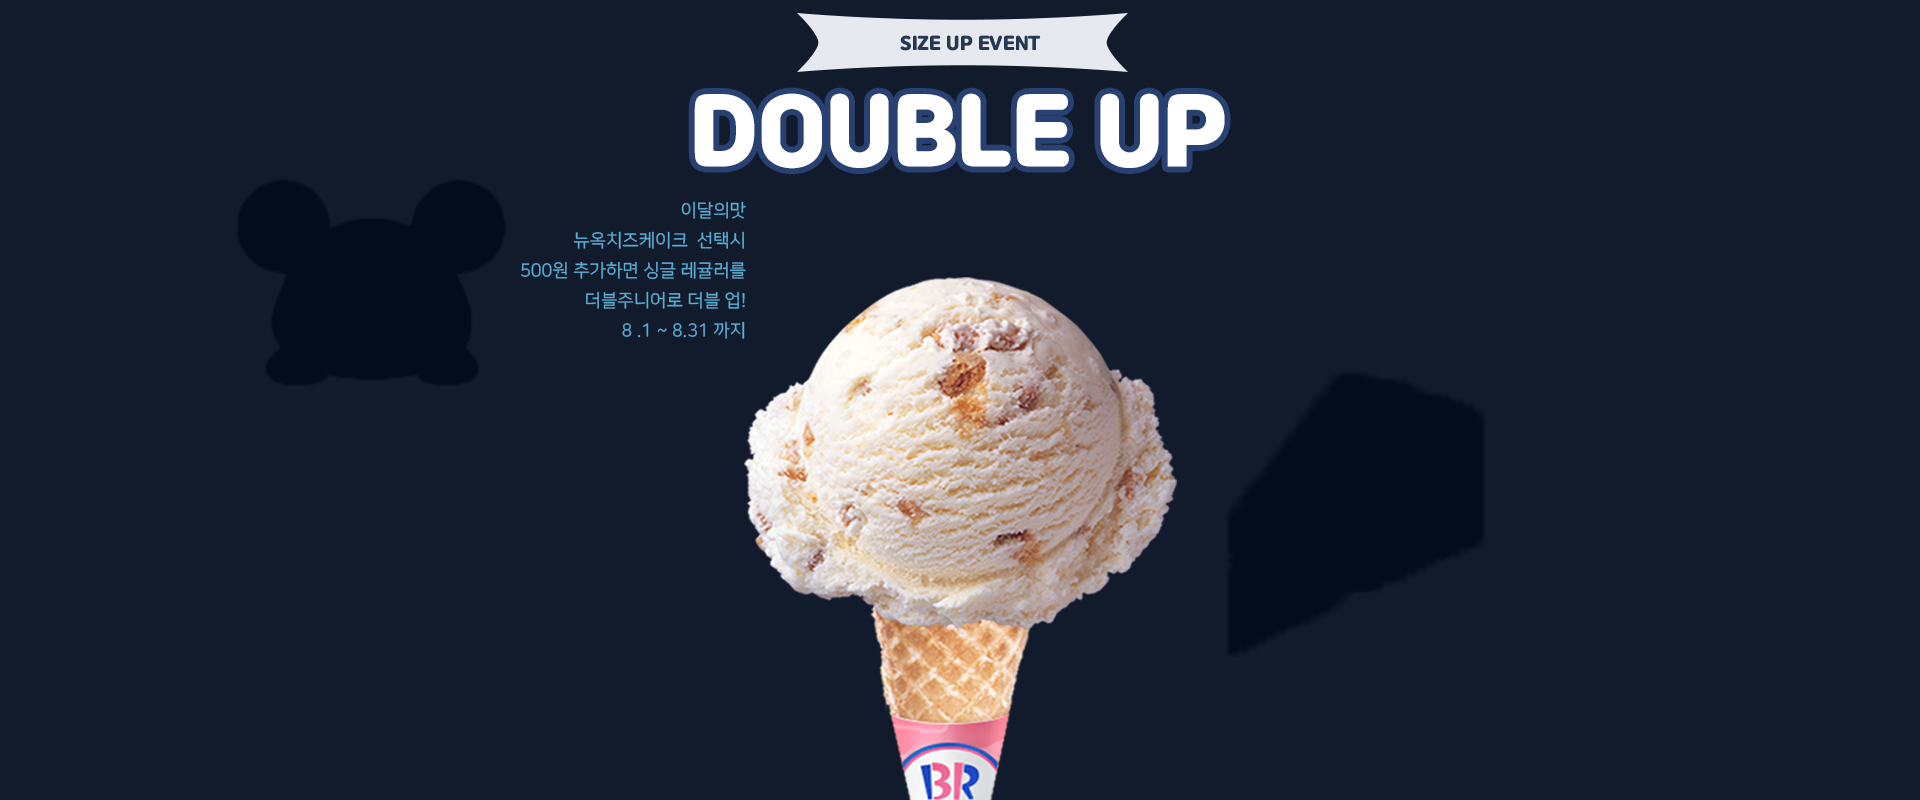 SIZE UP EVENT
DOUBLE UP
이달의맛
뉴욕치즈케이크 선택시
500원 추가하면 싱글 레귤러를
더블주니어로 더블 업!
8 .1 ~ 8.31 까지
BR